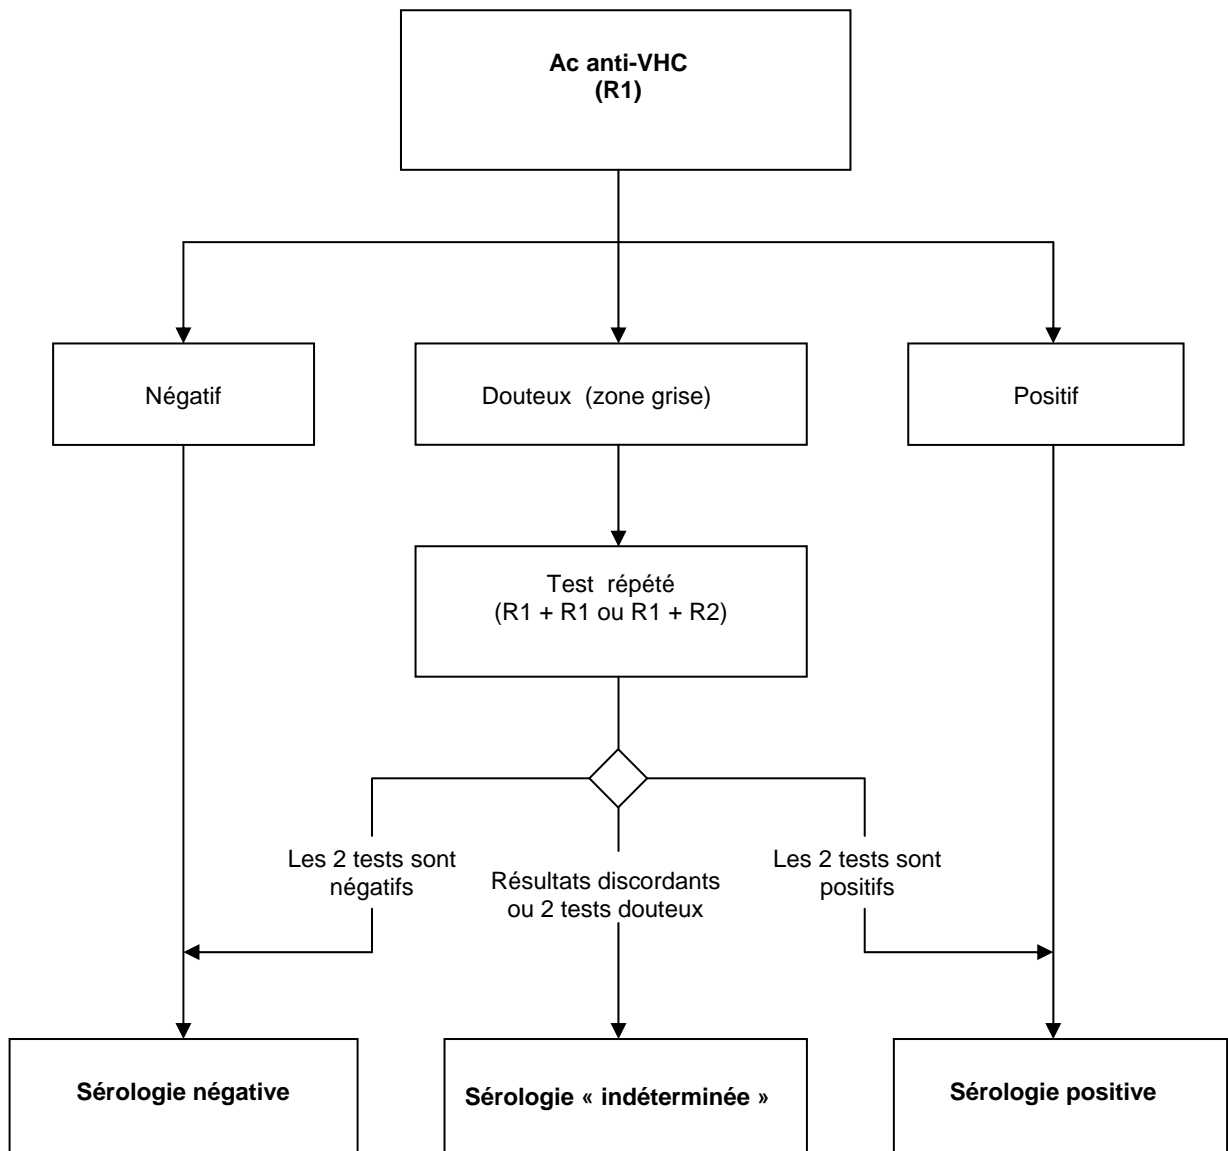 Ac anti-VHC
(R1)
Négatif
Douteux (zone grise)
Positif
Test répété
(R1 + R1 ou R1 + R2)
Les 2 tests sont
négatifs
Résultats discordants
ou 2 tests douteux
Les 2 tests sont
positifs
Sérologie négative
Sérologie « indéterminée »
Sérologie positive